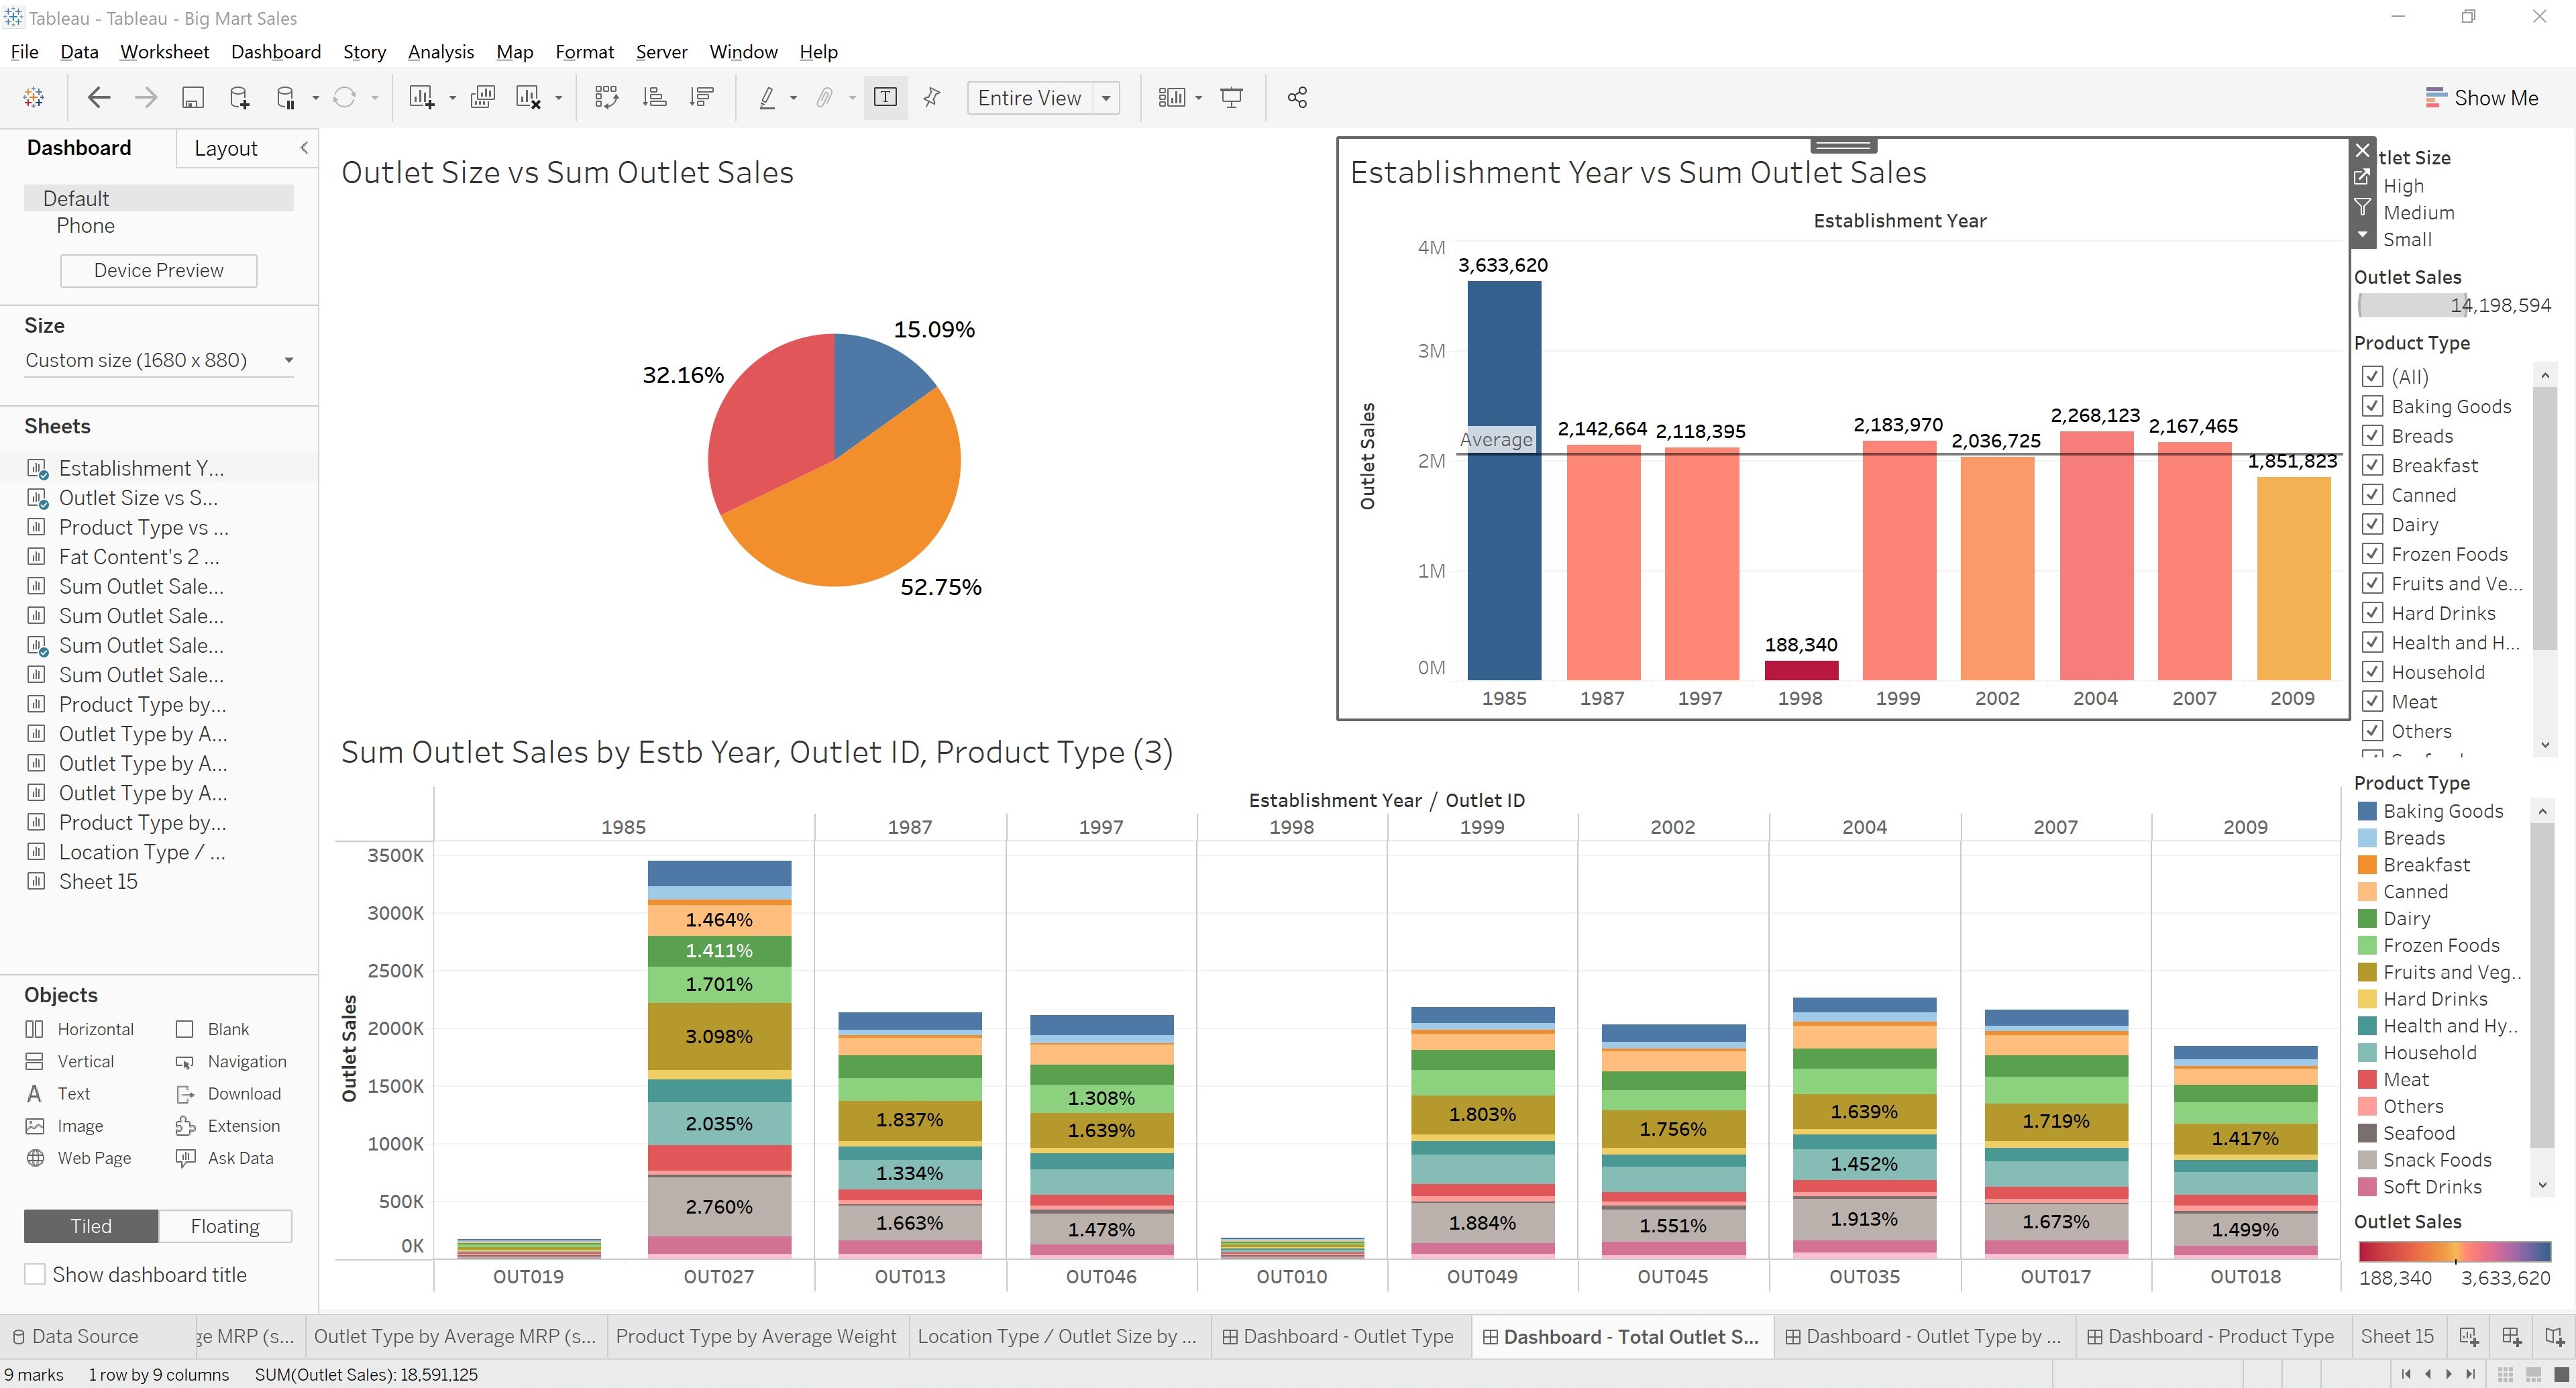 Tableau - Tableau - Big Mart Sales
File Data Worksheet Dashboard Story Analysis Map Format Server Window Help
Entire View
Show Me
Dashboard
Layout
Default
Phone
Device Preview
Size
Custom size (1680 x 880)
Sheets
Establishment Y...
Outlet Size vs S...
Product Type vs ...
Fat Content's 2 ...
Sum Outlet Sale...
Sum Outlet Sale...
Sum Outlet Sale...
Sum Outlet Sale...
Product Type by...
Outlet Type by A...
Outlet Type by A...
Outlet Type by A...
Product Type by...
Location Type / ...
Sheet 15
Objects
Horizontal Blank
Vertical Navigation
Text Download
Image Extension
Web Page Ask Data
Tiled Floating
Show dashboard title
Outlet Size vs Sum Outlet Sales
15.09%
32.16%
52.75%
Establishment Year vs Sum Outlet Sales
Establishment Year
Outlet Sales
4M
3M
2M
1M
0M
Average
3,633,620
2,142,664
2,118,395
188,340
2,183,970
2,036,725
2,268,123
2,167,465
1,851,823
1985 1987 1997 1998 1999 2002 2004 2007 2009
tlet Size
High
Medium
Small
Outlet Sales
14,198,594
Product Type
(All)
Baking Goods
Breads
Breakfast
Canned
Dairy
Frozen Foods
Fruits and Ve...
Hard Drinks
Health and H...
Household
Meat
Others
Sum Outlet Sales by Estb Year, Outlet ID, Product Type (3)
Establishment Year / Outlet ID
1985 1987 1997 1998 1999 2002 2004 2007 2009
Outlet Sales
3500K
3000K
2500K
2000K
1500K
1000K
500K
0K
1.464%
1.411%
1.701%
3.098%
2.035%
2.760%
1.837%
1.334%
1.663%
1.308%
1.639%
1.478%
1.803%
1.884%
1.756%
1.551%
1.639%
1.452%
1.913%
1.719%
1.673%
1.417%
1.499%
OUT019 OUT027 OUT013 OUT046 OUT010 OUT049 OUT045 OUT035 OUT017 OUT018
Product Type
Baking Goods
Breads
Breakfast
Canned
Dairy
Frozen Foods
Fruits and Veg..
Hard Drinks
Health and Hy..
Household
Meat
Others
Seafood
Snack Foods
Soft Drinks
Outlet Sales
188,340 3,633,620
Data Source
ge MRP (s...
Outlet Type by Average MRP (s...
Product Type by Average Weight
Location Type / Outlet Size by ...
Dashboard - Outlet Type
Dashboard - Total Outlet S...
Dashboard - Outlet Type by ...
Dashboard - Product Type
Sheet 15
9 marks 1 row by 9 columns SUM(Outlet Sales): 18,591,125